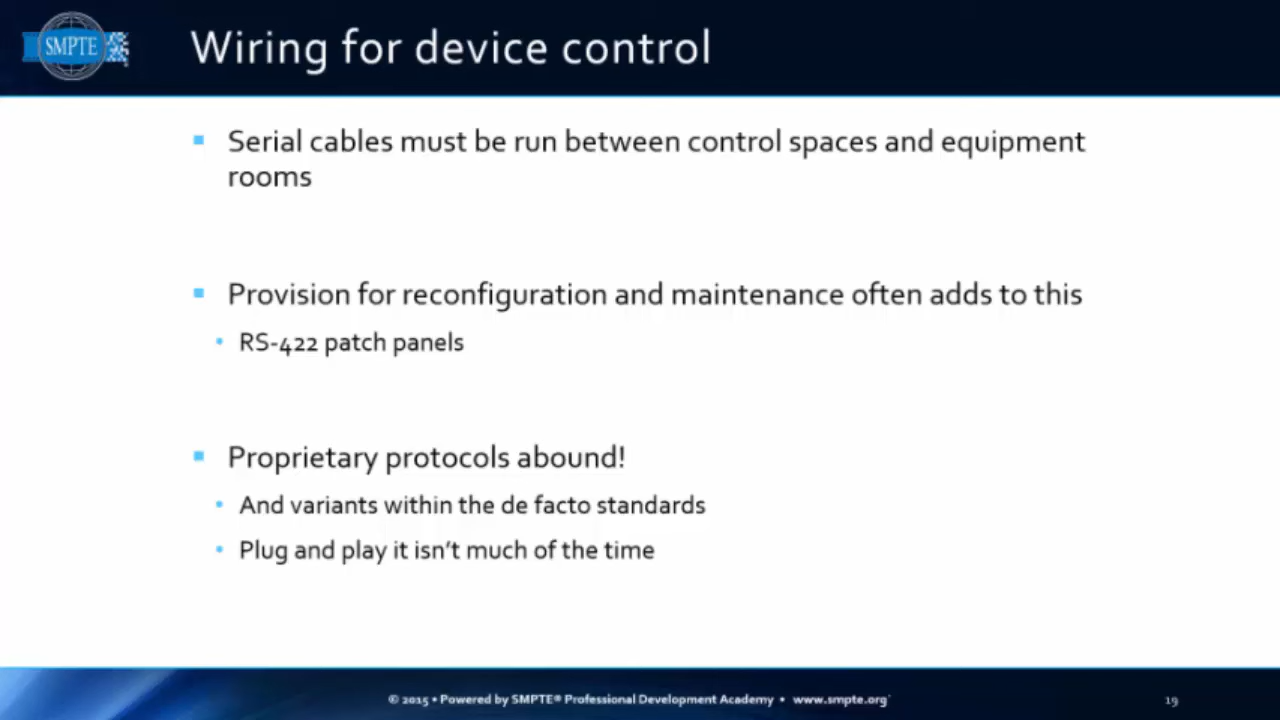 SMPTE
Wiring for device control
Serial cables must be run between control spaces and equipment
rooms
Provision for reconfiguration and maintenance often adds to this
RS-422 patch panels
Proprietary protocols abound!
And variants within the de facto standards
Plug and play it isn't much of the time
© 2015 • Powered by SMPTE® Professional Development Academy • www.smpte.org
19